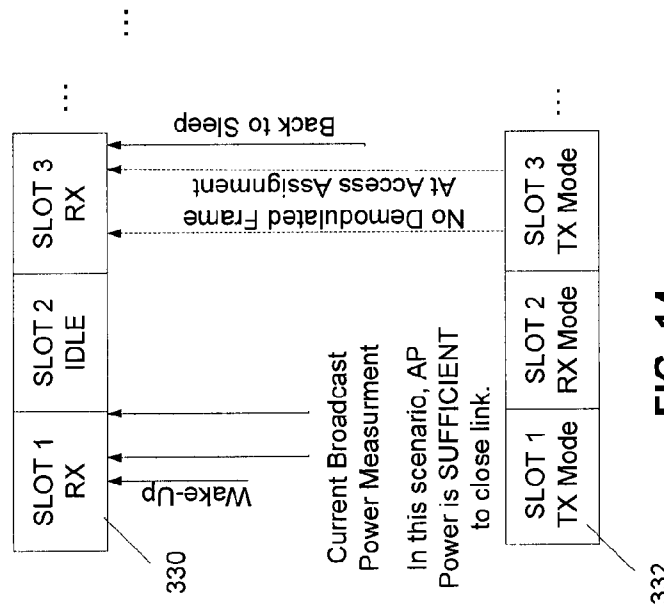 SLOT 1
RX
SLOT 2
IDLE
SLOT 3
RX
...
...
330
Wake-Up
Current Broadcast
Power Measurment
In this scenario, AP
Power is SUFFICIENT
to close link.
No Demodulated Frame
At Access Assignment
Back to Sleep
SLOT 1
TX Mode
SLOT 2
RX Mode
SLOT 3
TX Mode
...
332
FIG. 14